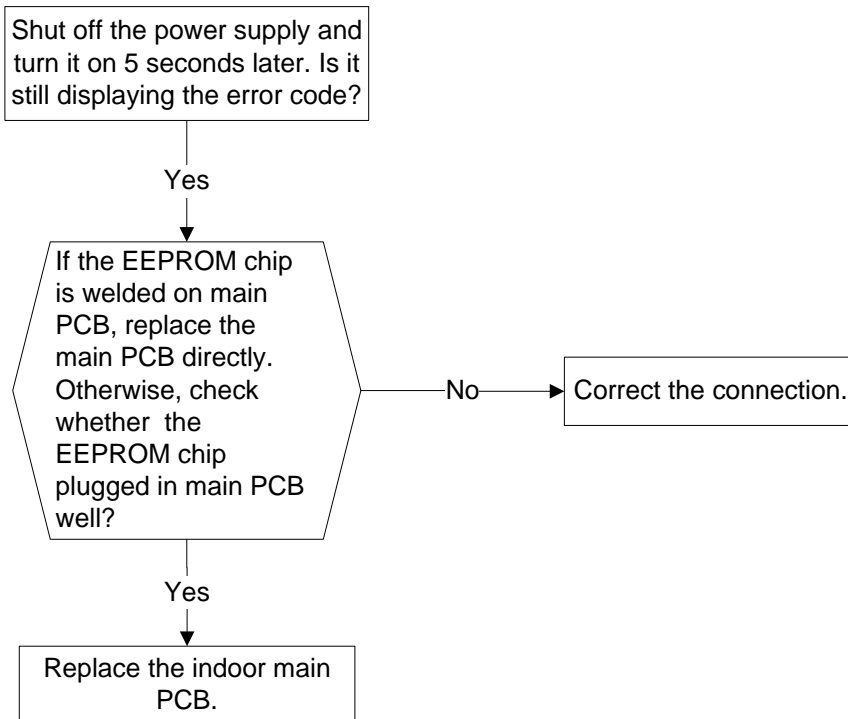 Shut off the power supply and
turn it on 5 seconds later. Is it
still displaying the error code?
Yes
If the EEPROM chip
is welded on main
PCB, replace the
main PCB directly.
Otherwise, check
whether  the
EEPROM chip
plugged in main PCB
well?
No
Correct the connection.
Yes
Replace the indoor main
PCB.